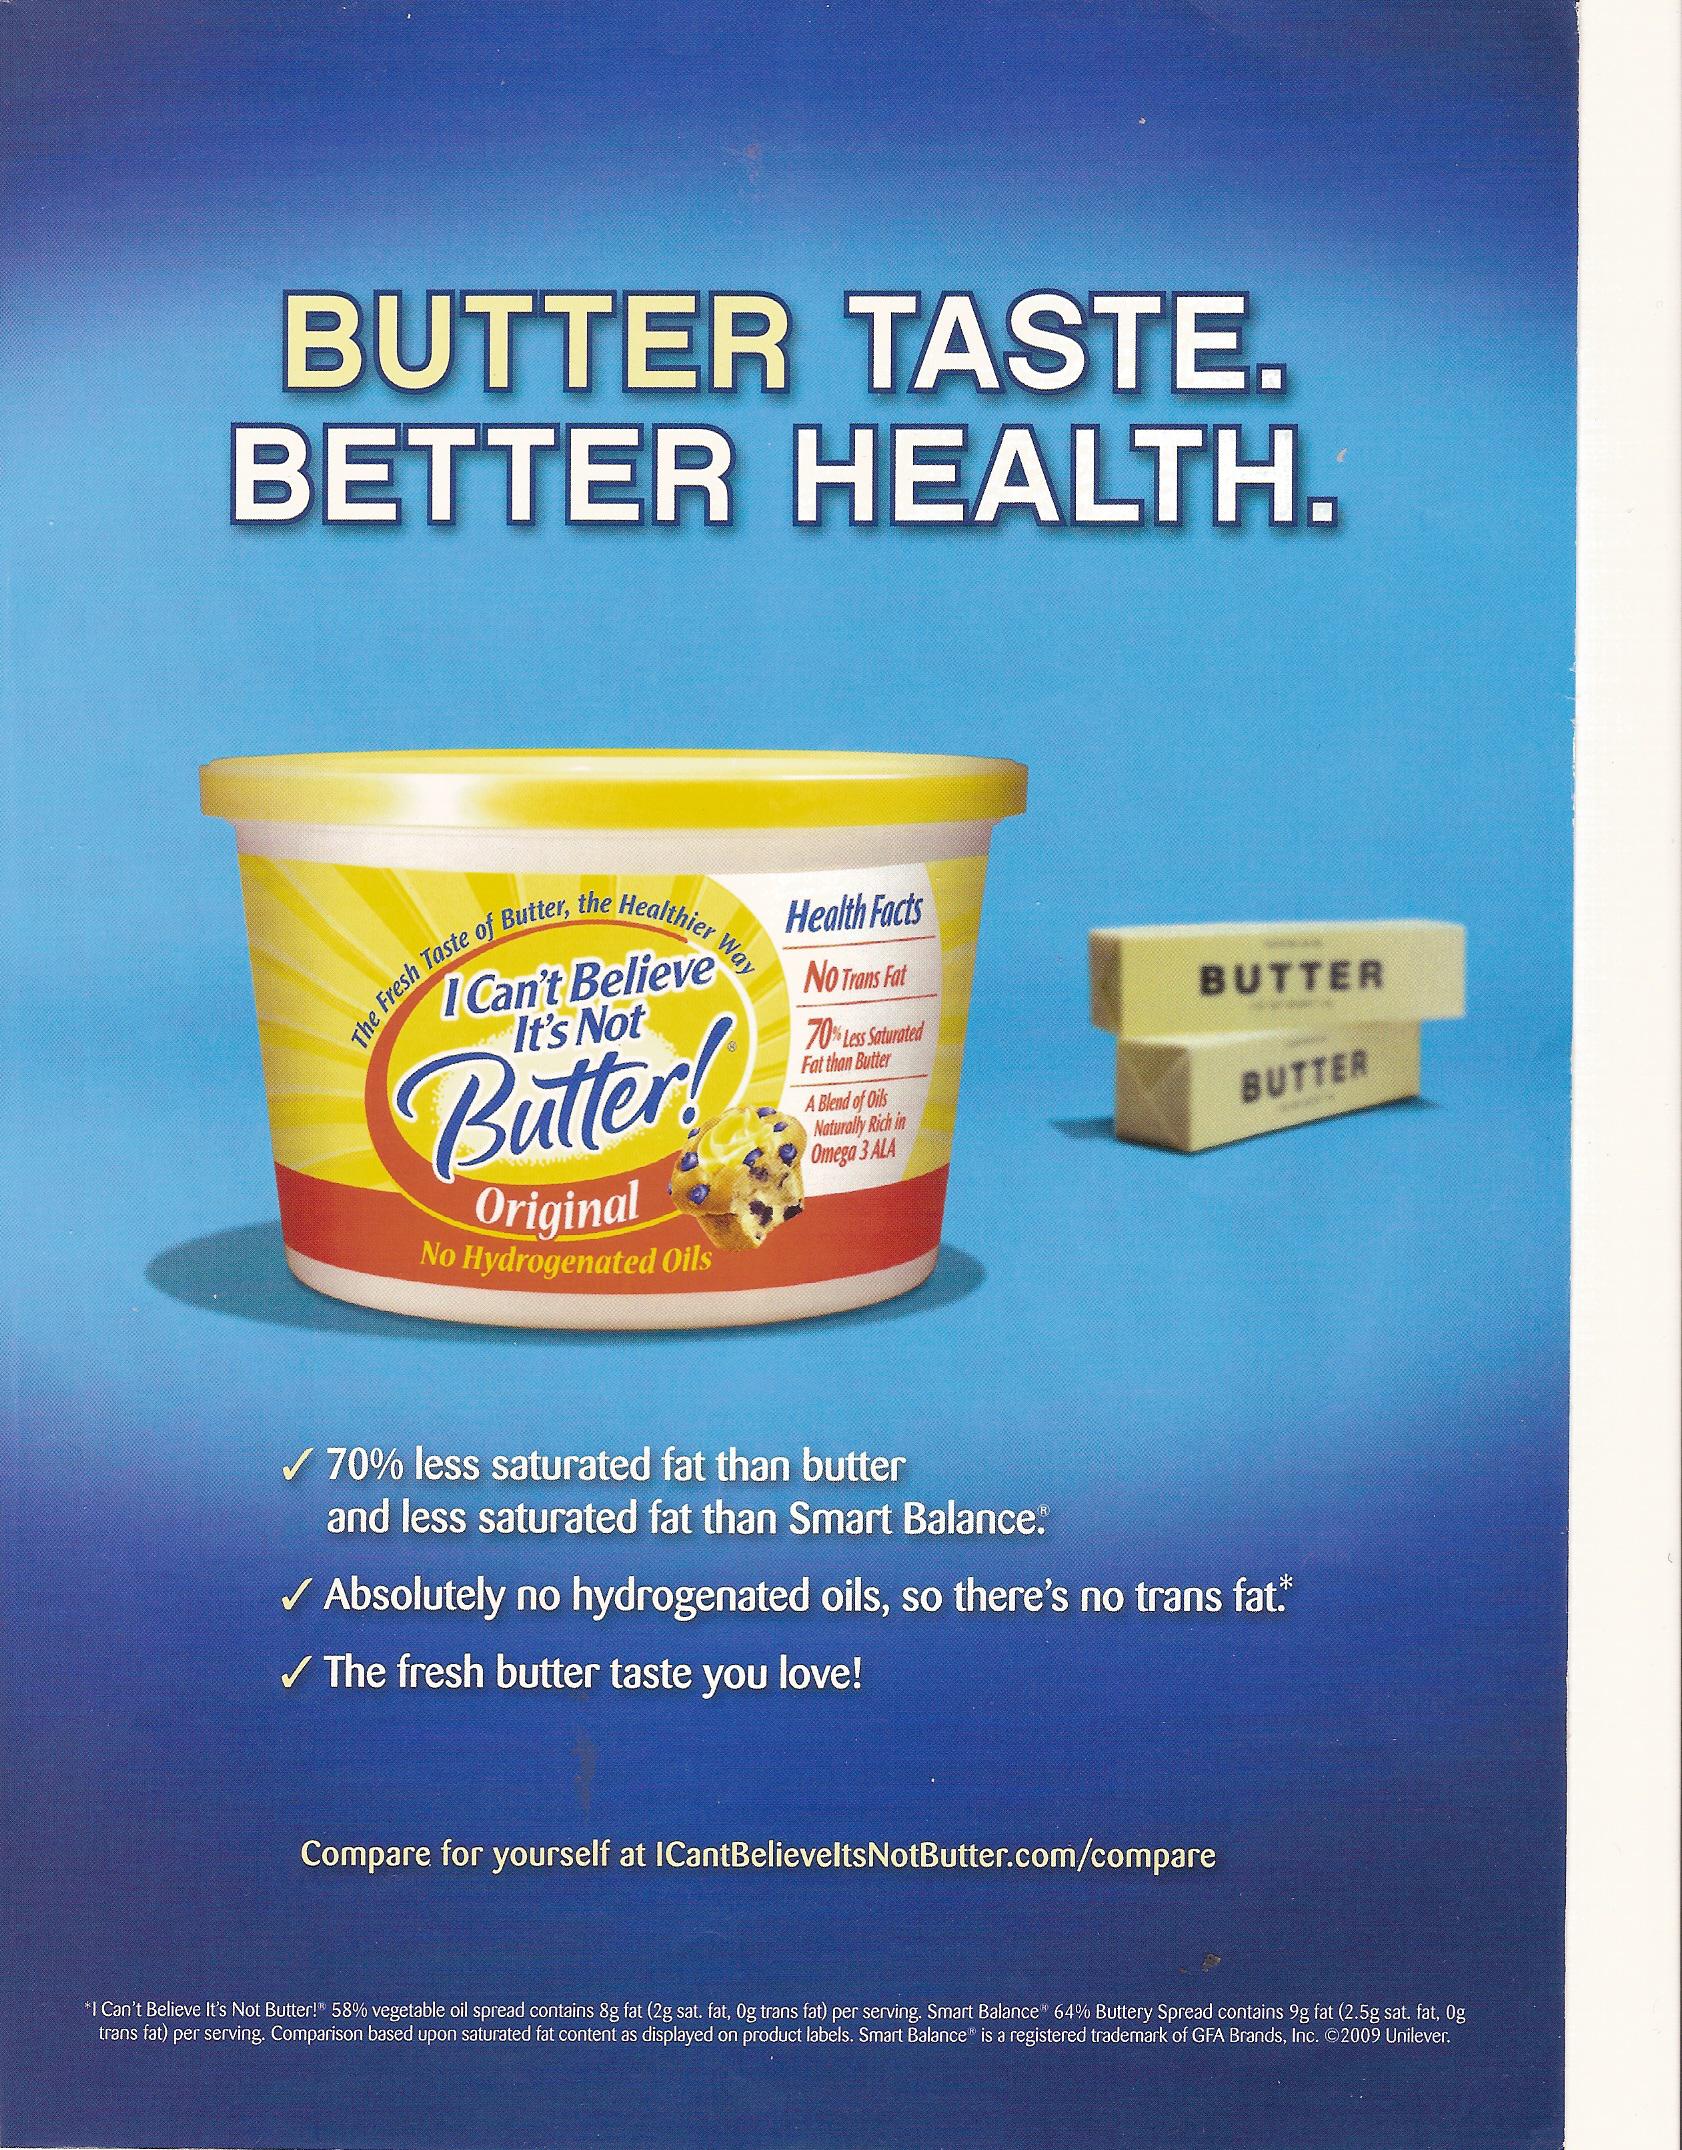 BUTTER TASTE.
BETTER HEALTH.
The Fresh Taste of Butter, the Healthier Way
I Can't Believe
It's Not
Butter!®
Original
No Hydrogenated Oils
Health Facts
No Trans Fat
70% Less Saturated
Fat than Butter
A Blend of Oils
Naturally Rich in
Omega 3 ALA
BUTTER
BUTTER
✓ 70% less saturated fat than butter
and less saturated fat than Smart Balance.®
✓ Absolutely no hydrogenated oils, so there's no trans fat.*
✓ The fresh butter taste you love!
Compare for yourself at ICantBelieveItsNotButter.com/compare
*I Can't Believe It's Not Butter!® 58% vegetable oil spread contains 8g fat (2g sat. fat, 0g trans fat) per serving. Smart Balance® 64% Buttery Spread contains 9g fat (2.5g sat. fat, 0g
trans fat) per serving. Comparison based upon saturated fat content as displayed on product labels. Smart Balance® is a registered trademark of GFA Brands, Inc. ©2009 Unilever.